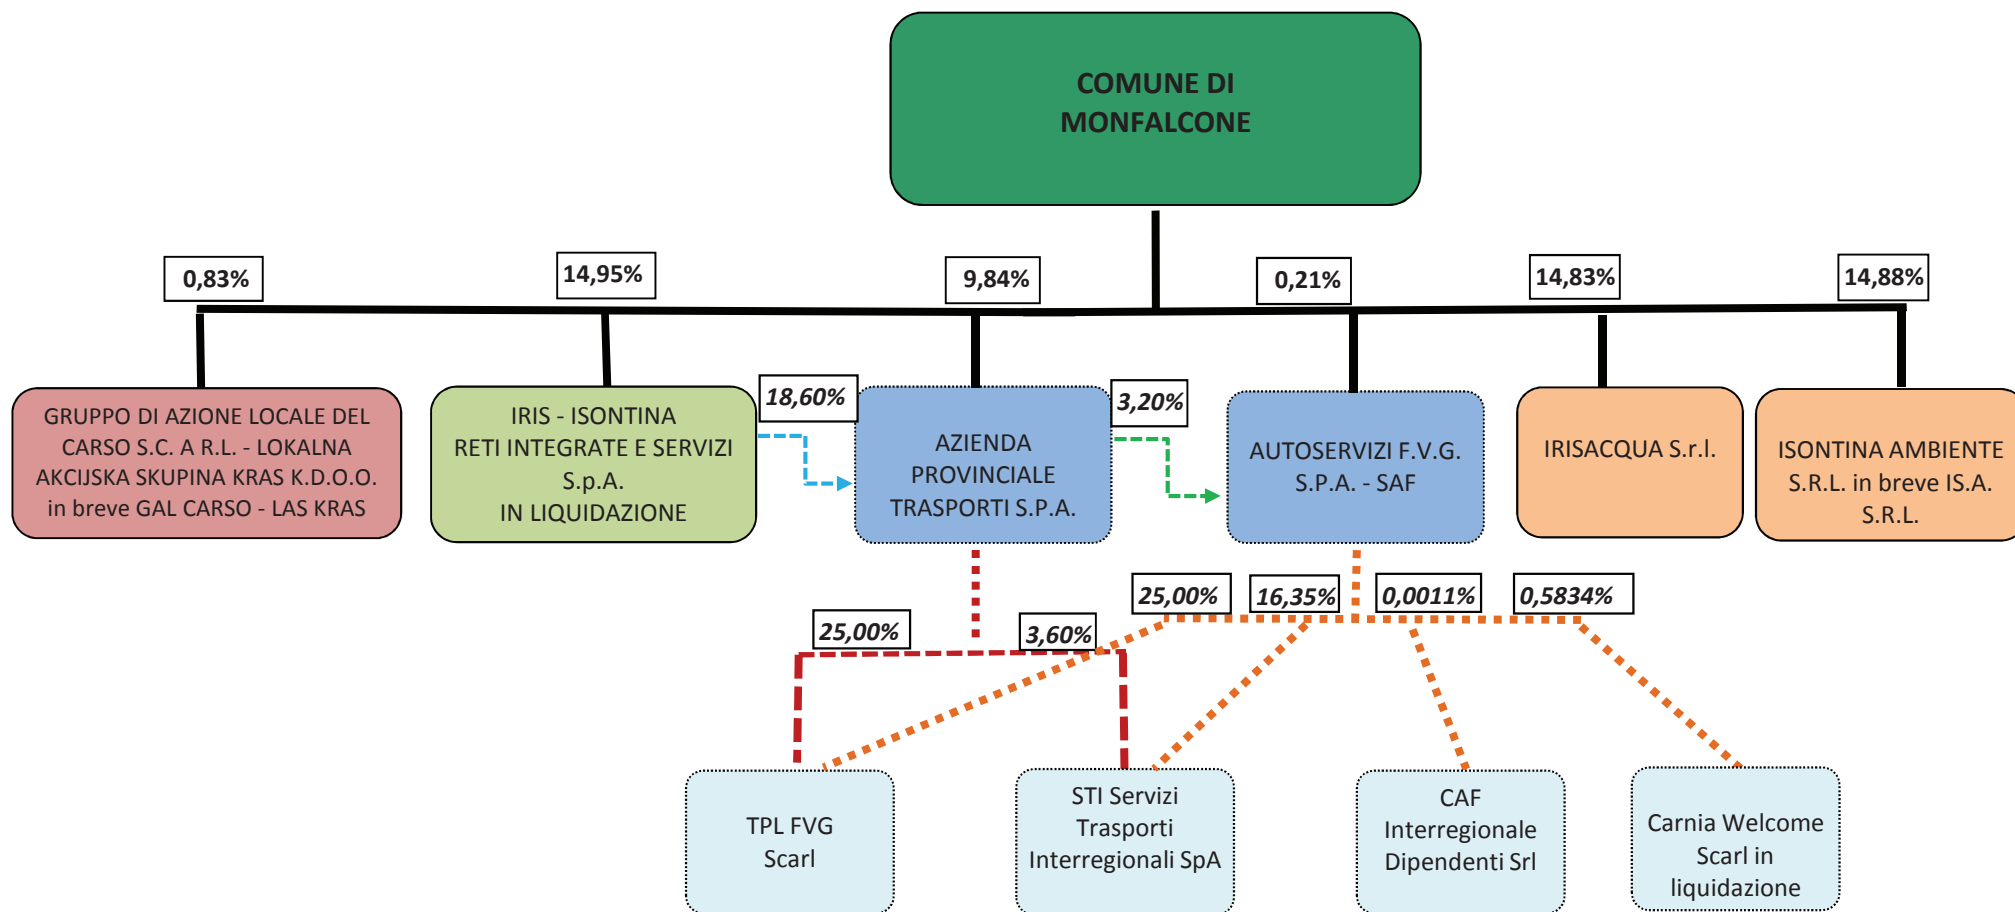 COMUNE DI
MONFALCONE
0,83%
14,95%
9,84%
0,21%
14,83%
14,88%
GRUPPO DI AZIONE LOCALE DEL
CARSO S.C. A R.L. - LOKALNA
AKCIJSKA SKUPINA KRAS K.D.O.O.
in breve GAL CARSO - LAS KRAS
IRIS - ISONTINA
RETI INTEGRATE E SERVIZI
S.p.A.
IN LIQUIDAZIONE
18,60%
AZIENDA
PROVINCIALE
TRASPORTI S.P.A.
3,20%
AUTOSERVIZI F.V.G.
S.P.A. - SAF
IRISACQUA S.r.l.
ISONTINA AMBIENTE
S.R.L. in breve IS.A.
S.R.L.
25,00%
3,60%
25,00%
16,35%
0,0011%
0,5834%
TPL FVG
Scarl
STI Servizi
Trasporti
Interregionali SpA
CAF
Interregionale
Dipendenti Srl
Carnia Welcome
Scarl in
liquidazione